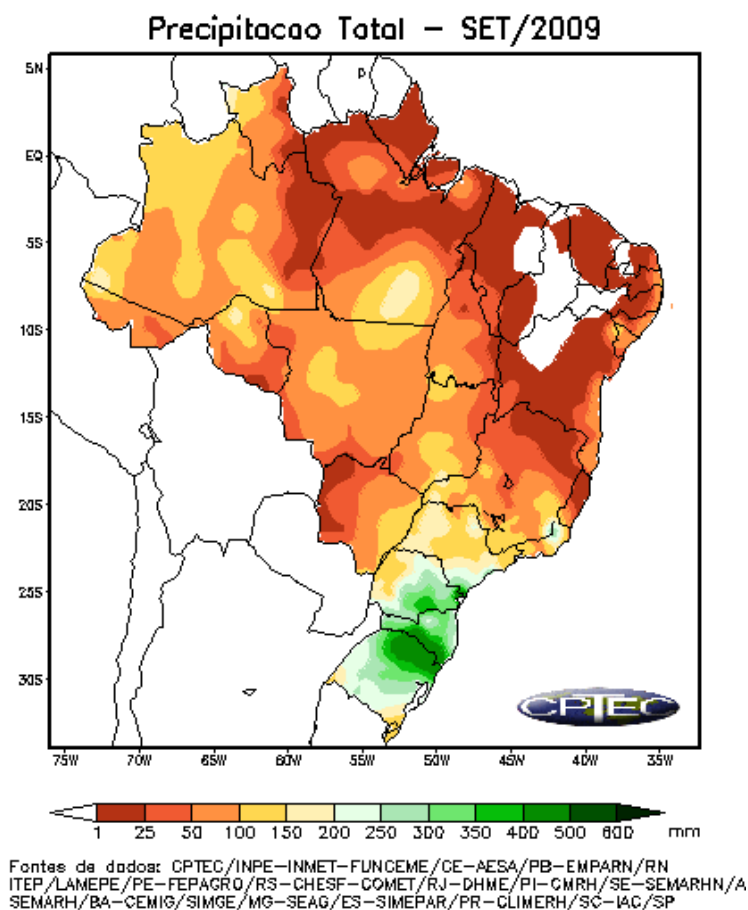 Precipitacao Total – SET/2009
5N
EQ
5S
10S
15S
20S
25S
30S
75W 70W 65W 60W 55W 50W 45W 40W 35W
CPTEC
1 25 50 100 150 200 250 300 350 400 500 600 mm
Fontes de dados: CPTEC/INPE–INMET–FUNCEME/CE–AESA/PB–EMPARN/RN
ITEP/LAMEPE/PE–FEPAGRO/RS–CHESF–COMET/RJ–DHME/PI–CMRH/SE–SEMARHN/A
SEMARH/BA–CEMIG/SIMGE/MG–SEAG/ES–SIMEPAR/PR–CLIMERH/SC–IAC/SP